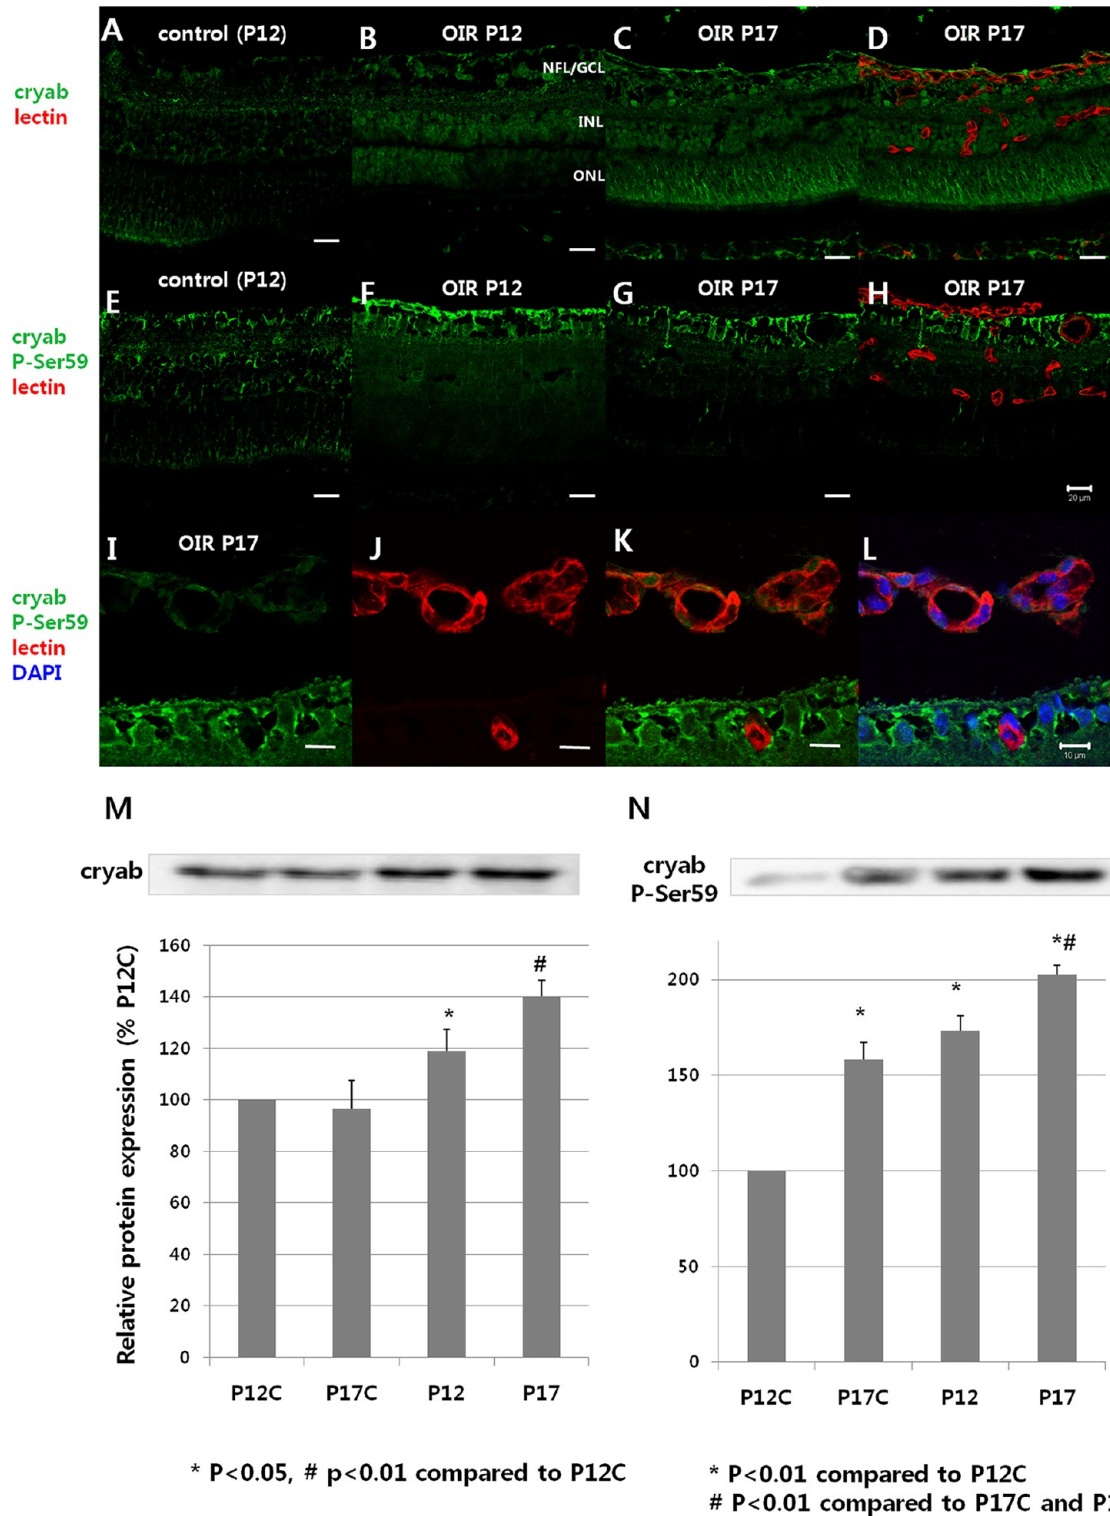 A control (P12) B OIR P12 C OIR P17 D OIR P17
cryab
lectin
NFL/GCL
INL
ONL
E control (P12) F OIR P12 G OIR P17 H OIR P17
cryab
P-Ser59
lectin
20 µm
I OIR P17 J K L
cryab
P-Ser59
lectin
DAPI
10 µm
M
cryab
Relative protein expression (% P12C)
160
140
120
100
80
60
40
20
0
*
#
P12C P17C P12 P17
* P<0.05, # p<0.01 compared to P12C
N
cryab
P-Ser59
200
150
100
50
0
*
*
*#
P12C P17C P12 P17
* P<0.01 compared to P12C
# P<0.01 compared to P17C and